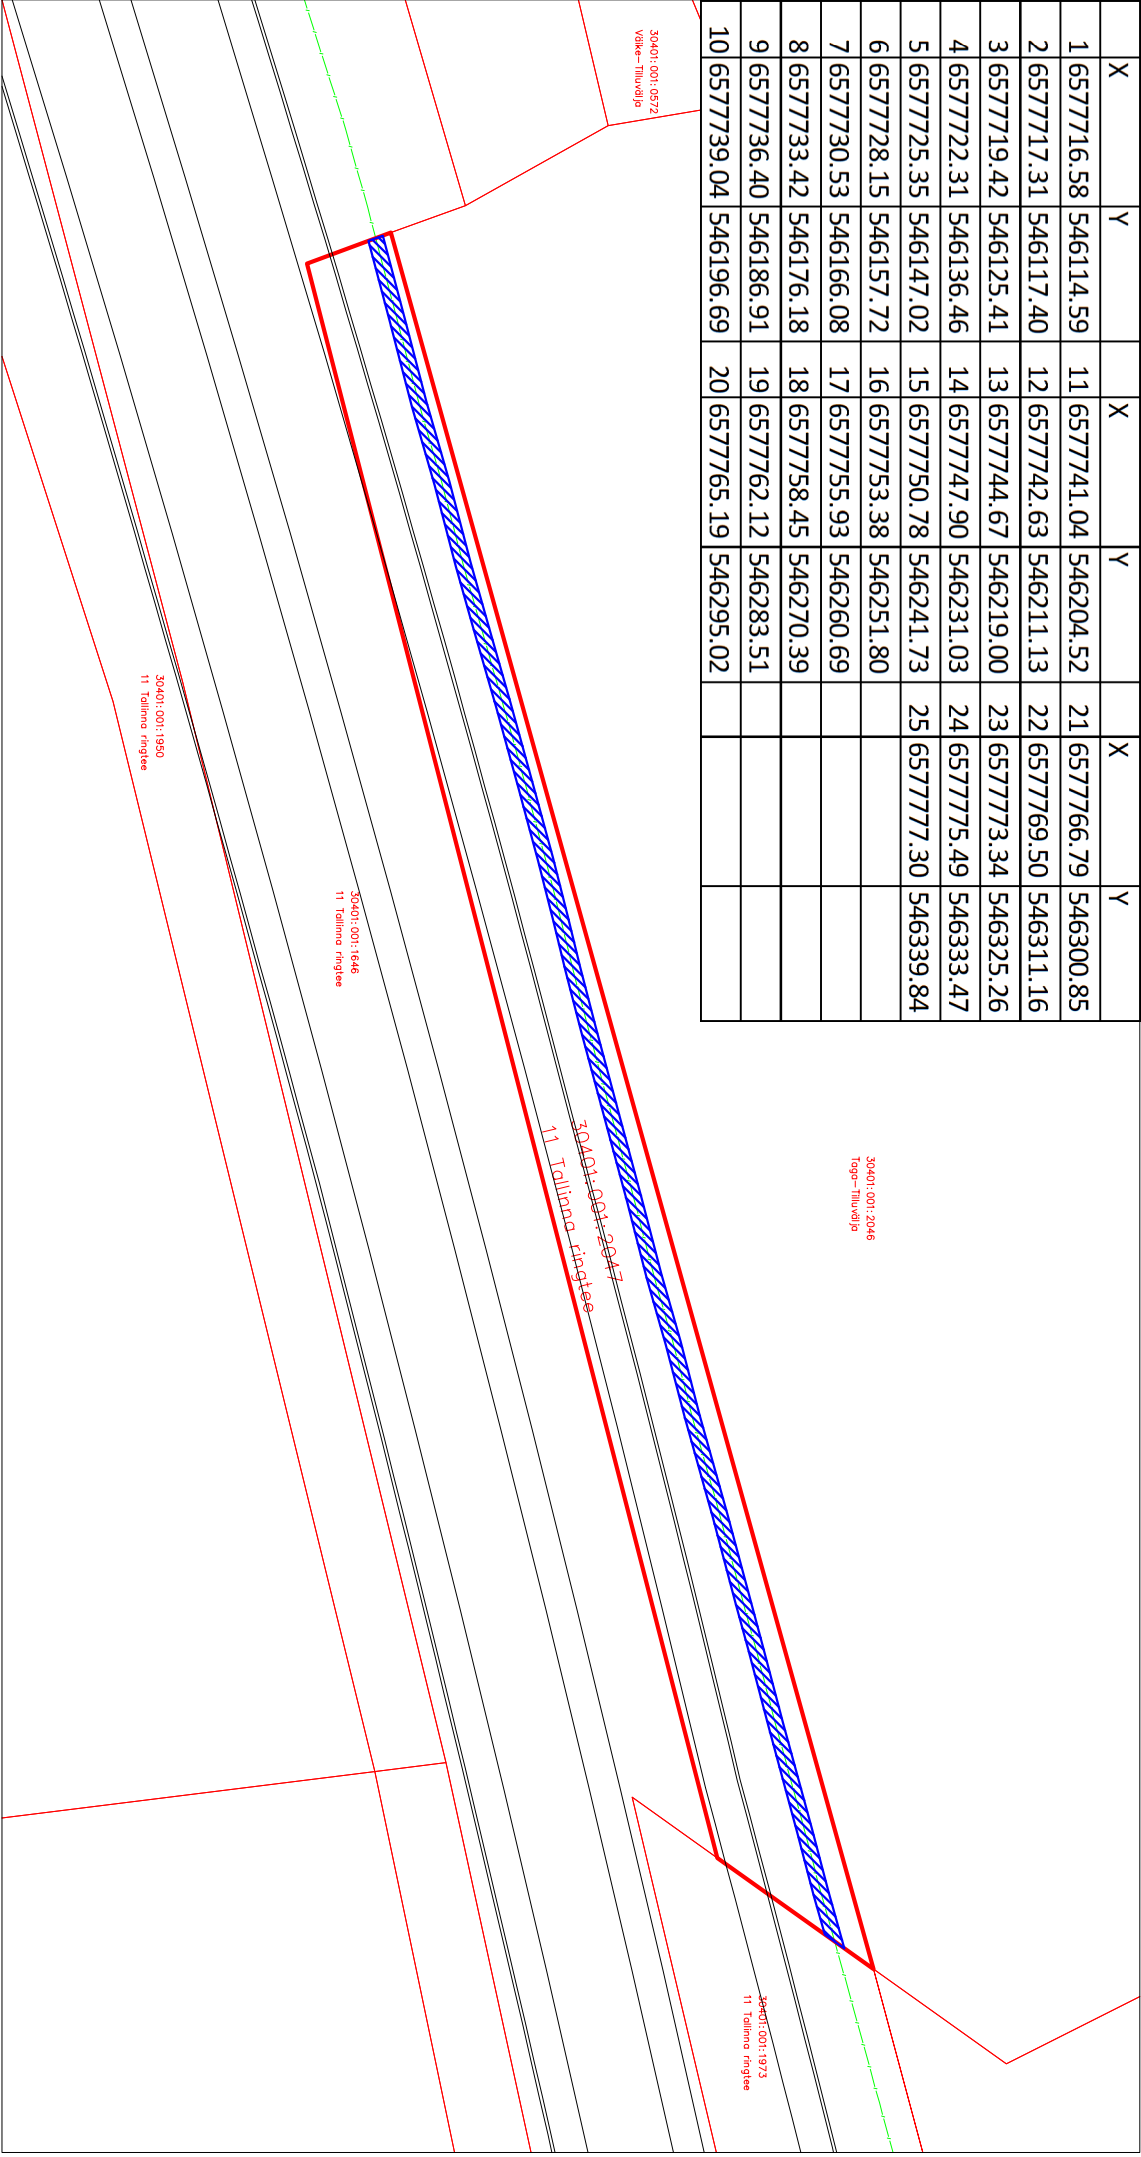 X Y X Y X Y
1 6577716.58 546114.59 11 6577741.04 546204.52 21 6577766.79 546300.85
2 6577717.31 546117.40 12 6577742.63 546211.13 22 6577769.50 546311.16
3 6577719.42 546125.41 13 6577744.67 546219.00 23 6577773.34 546325.26
4 6577722.31 546136.46 14 6577747.90 546231.03 24 6577775.49 546333.47
5 6577725.35 546147.02 15 6577750.78 546241.73 25 6577777.30 546339.84
6 6577728.15 546157.72 16 6577753.38 546251.80
7 6577730.53 546166.08 17 6577755.93 546260.69
8 6577733.42 546176.18 18 6577758.45 546270.39
9 6577736.40 546186.91 19 6577762.12 546283.51
10 6577739.04 546196.69 20 6577765.19 546295.02
30401:001:0572
Väike-Tilluvälja
30401:001:2046
Taga-Tilluvälja
30401:001:2047
11 Tallinna ringtee
30401:001:1973
11 Tallinna ringtee
30401:001:1646
11 Tallinna ringtee
30401:001:1950
11 Tallinna ringtee